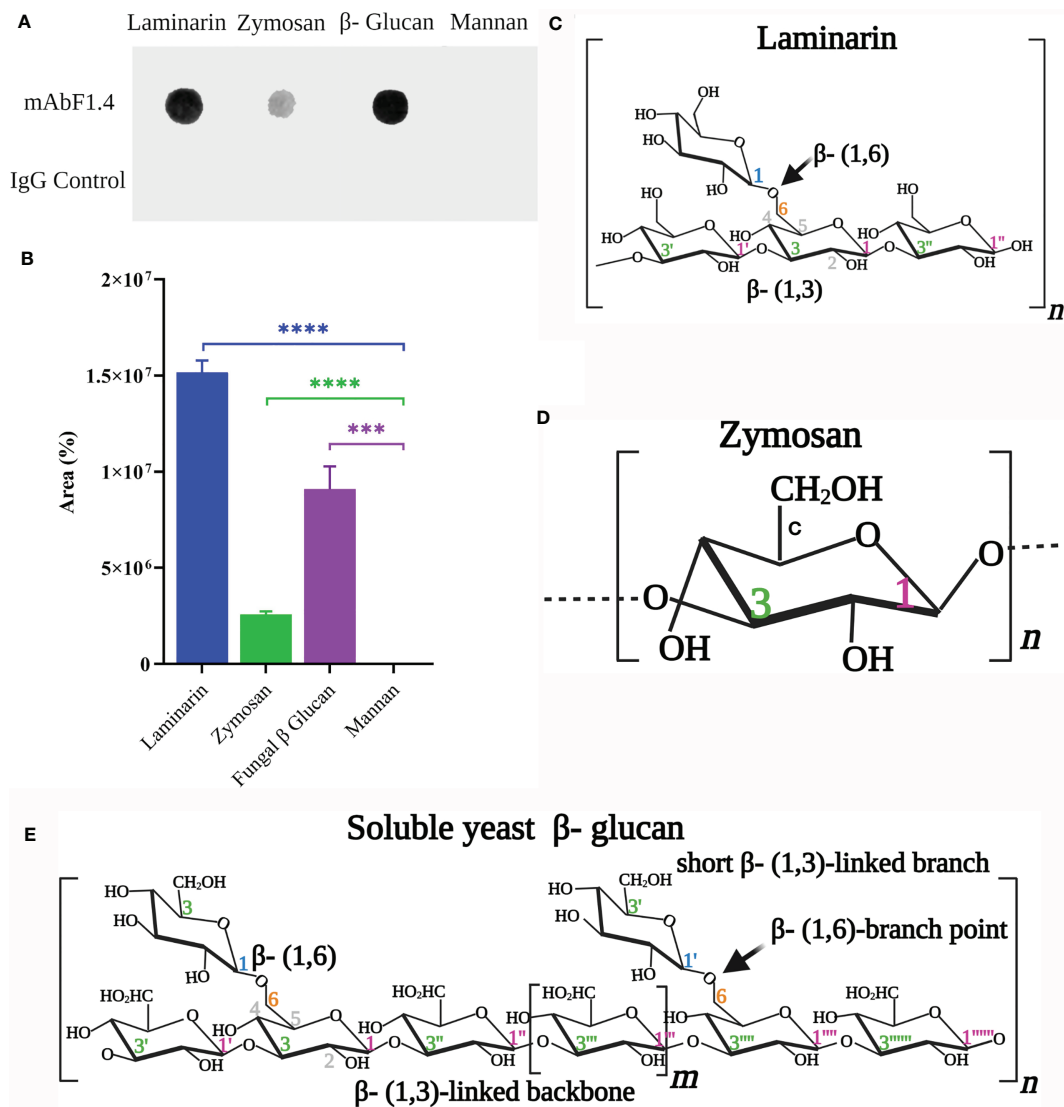 A
Laminarin Zymosan β- Glucan Mannan
mAbF1.4
IgG Control
B
2×10⁷
1.5×10⁷
1×10⁷
5×10⁶
0
Area (%)
****
****
***
Laminarin
Zymosan
Fungal β Glucan
Mannan
C
Laminarin
OH
HO
HO
HO
O
1
O
β- (1,6)
6
HO
O
HO
3'
1'
OH
O
4
5
HO
O
3
2
1
OH
O
HO
HO
O
3''
1''
OH
OH
O
β- (1,3)
n
D
Zymosan
CH₂OH
C
O
O
O
3
1
OH
OH
n
E
Soluble yeast β- glucan
short β- (1,3)-linked branch
CH₂OH
HO
3
HO
O
HO
1
O
β- (1,6)
CH₂OH
HO
3'
HO
O
HO
1'
O
β- (1,6)-branch point
6
6
HO₂HC
HO
O
O
3'
1'
OH
O
4
5
HO
O
3
2
1
OH
O
HO₂HC
HO
O
3''
1''
OH
O
HO₂HC
HO
O
3'''
1'''
OH
m
O
HO
O
3''''
1''''
OH
O
HO₂HC
HO
O
3'''''
1'''''
OH
O
n
β- (1,3)-linked backbone